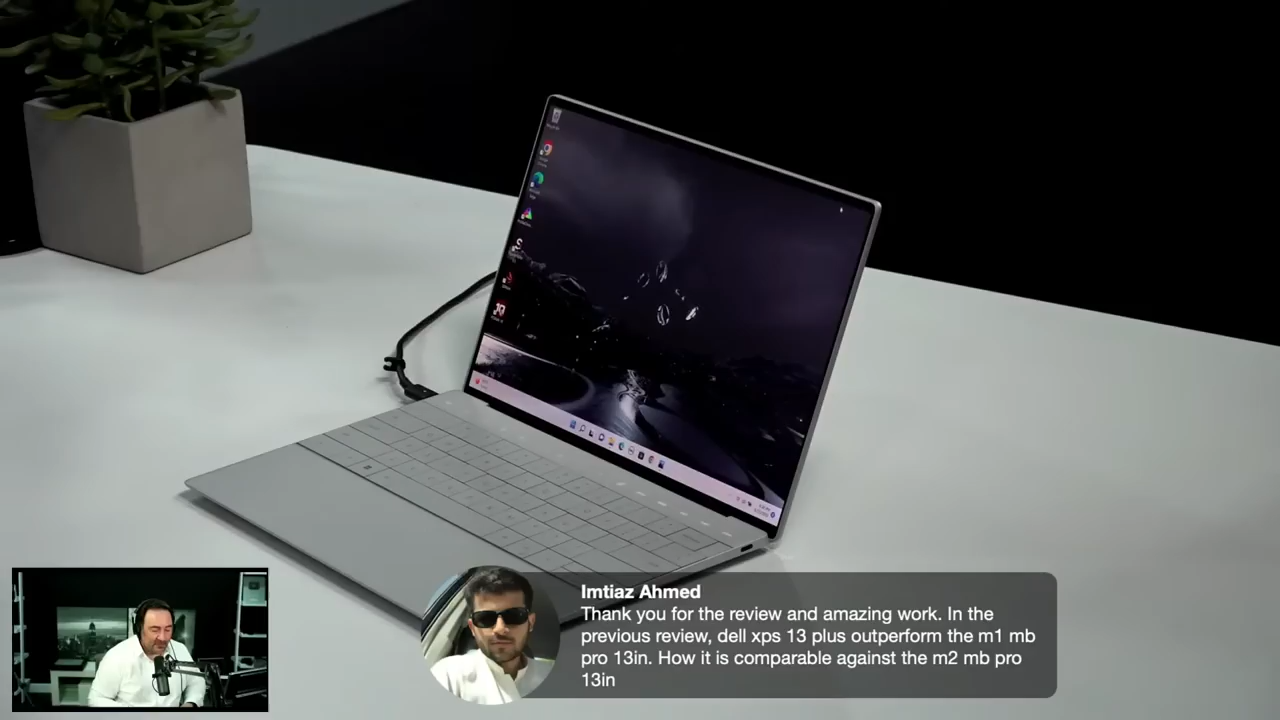 Imtiaz Ahmed
Thank you for the review and amazing work. In the
previous review, dell xps 13 plus outperform the m1 mb
pro 13in. How it is comparable against the m2 mb pro
13in